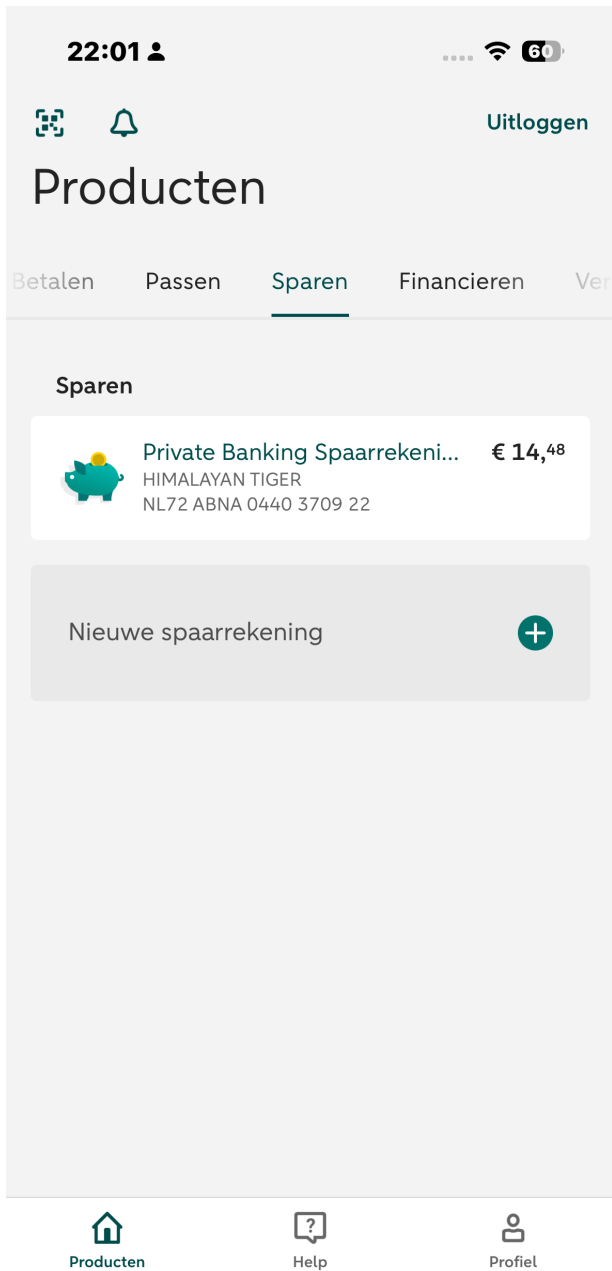 22:01
60
Uitloggen
Producten
Betalen Passen Sparen Financieren Ver
Sparen
Private Banking Spaarrekeni... € 14,48
HIMALAYAN TIGER
NL72 ABNA 0440 3709 22
Nieuwe spaarrekening
Producten Help Profiel